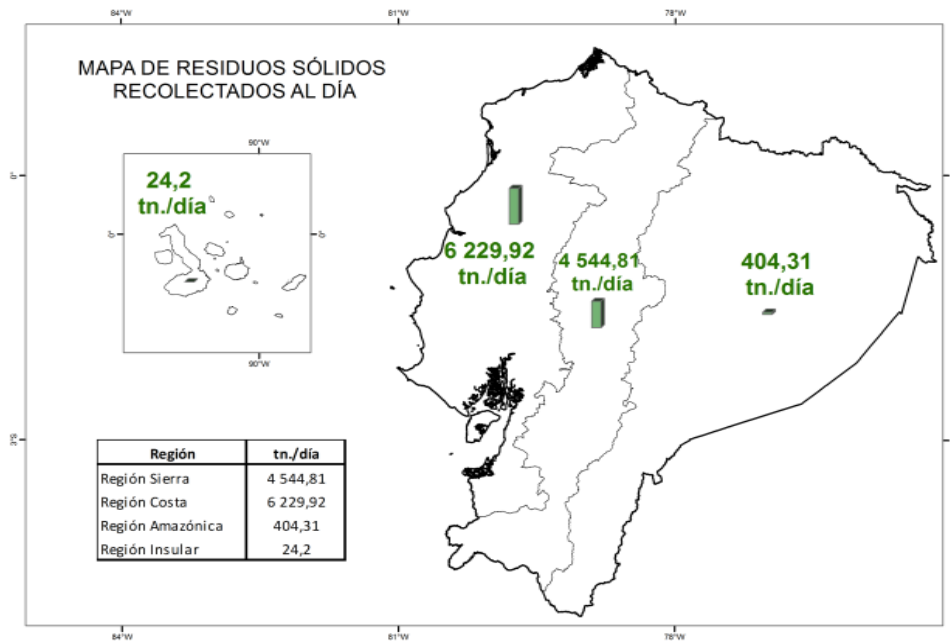 84°W 81°W 78°W
MAPA DE RESIDUOS SÓLIDOS
RECOLECTADOS AL DÍA
90°W
0°
24,2
tn./día
0°
0°
6 229,92
tn./día
4 544,81
tn./día
404,31
tn./día
90°W
3°S
Región tn./día
Región Sierra 4 544,81
Región Costa 6 229,92
Región Amazónica 404,31
Región Insular 24,2
84°W 81°W 78°W